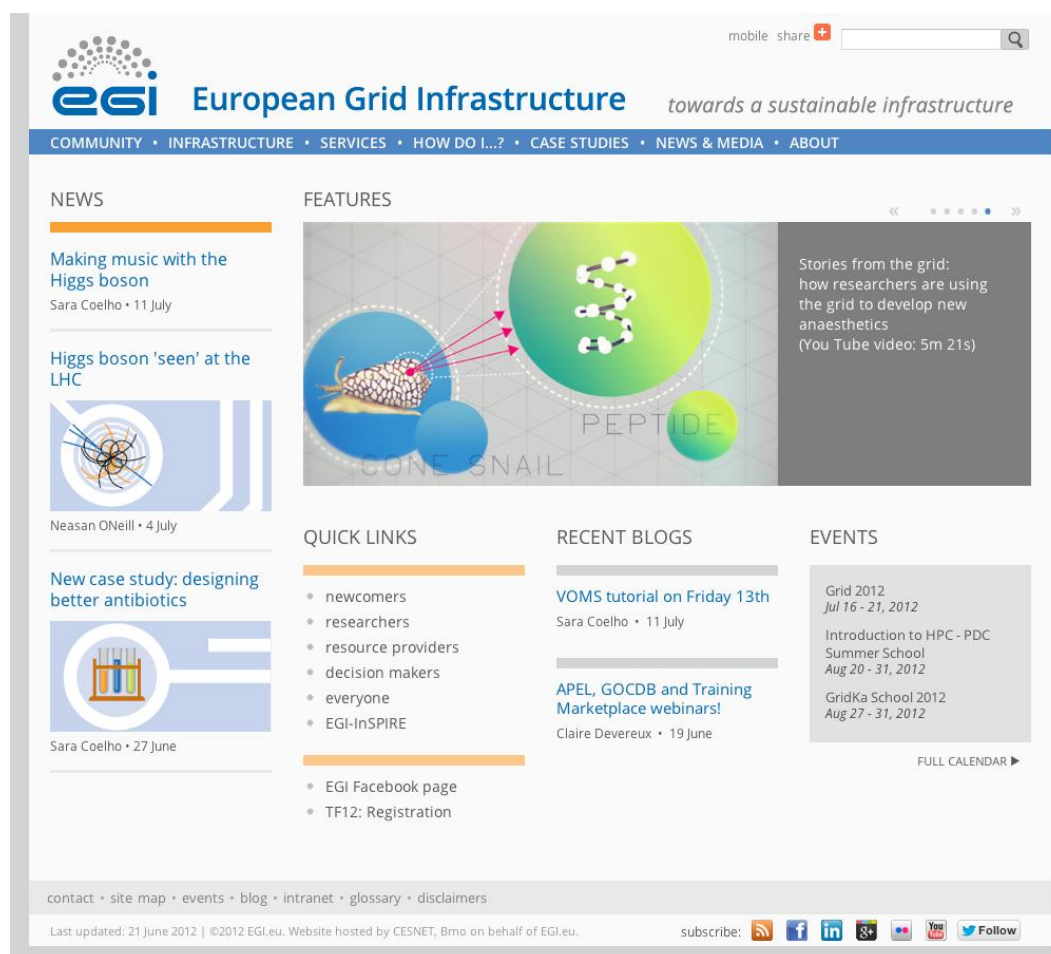 mobile share +
egi
European Grid Infrastructure
towards a sustainable infrastructure
COMMUNITY • INFRASTRUCTURE • SERVICES • HOW DO I...? • CASE STUDIES • NEWS & MEDIA • ABOUT
NEWS
Making music with the
Higgs boson
Sara Coelho • 11 July
Higgs boson 'seen' at the
LHC
Neasan ONeill • 4 July
New case study: designing
better antibiotics
Sara Coelho • 27 June
FEATURES
« »
PEPTIDE
CONE SNAIL
Stories from the grid:
how researchers are using
the grid to develop new
anaesthetics
(You Tube video: 5m 21s)
QUICK LINKS
• newcomers
• researchers
• resource providers
• decision makers
• everyone
• EGI-InSPIRE
• EGI Facebook page
• TF12: Registration
RECENT BLOGS
VOMS tutorial on Friday 13th
Sara Coelho • 11 July
APEL, GOCDB and Training
Marketplace webinars!
Claire Devereux • 19 June
EVENTS
Grid 2012
Jul 16 - 21, 2012
Introduction to HPC - PDC
Summer School
Aug 20 - 31, 2012
GridKa School 2012
Aug 27 - 31, 2012
FULL CALENDAR ▶
contact • site map • events • blog • intranet • glossary • disclaimers
Last updated: 21 June 2012 | ©2012 EGI.eu. Website hosted by CESNET, Brno on behalf of EGI.eu.
subscribe: f in g+ You Tube Follow